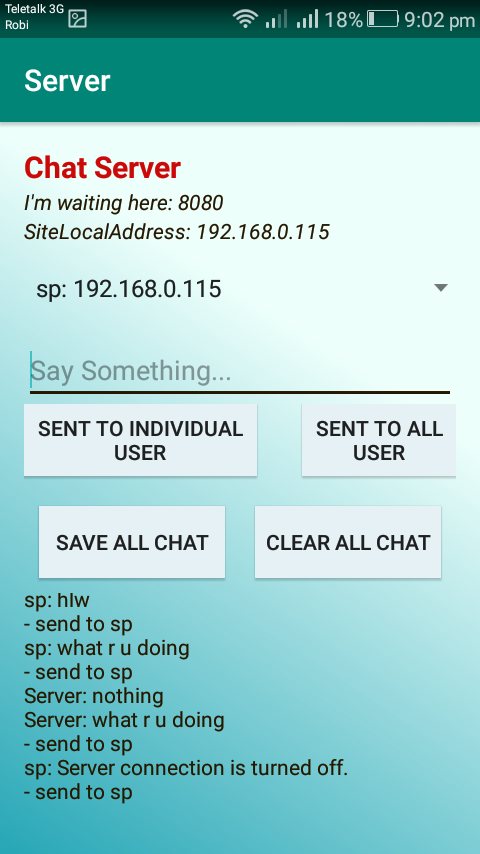 Teletalk 3G
Robi
18%
9:02 pm
Server
Chat Server
I'm waiting here: 8080
SiteLocalAddress: 192.168.0.115
sp: 192.168.0.115
Say Something...
SENT TO INDIVIDUAL
USER
SENT TO ALL
USER
SAVE ALL CHAT
CLEAR ALL CHAT
sp: hlw
- send to sp
sp: what r u doing
- send to sp
Server: nothing
Server: what r u doing
- send to sp
sp: Server connection is turned off.
- send to sp